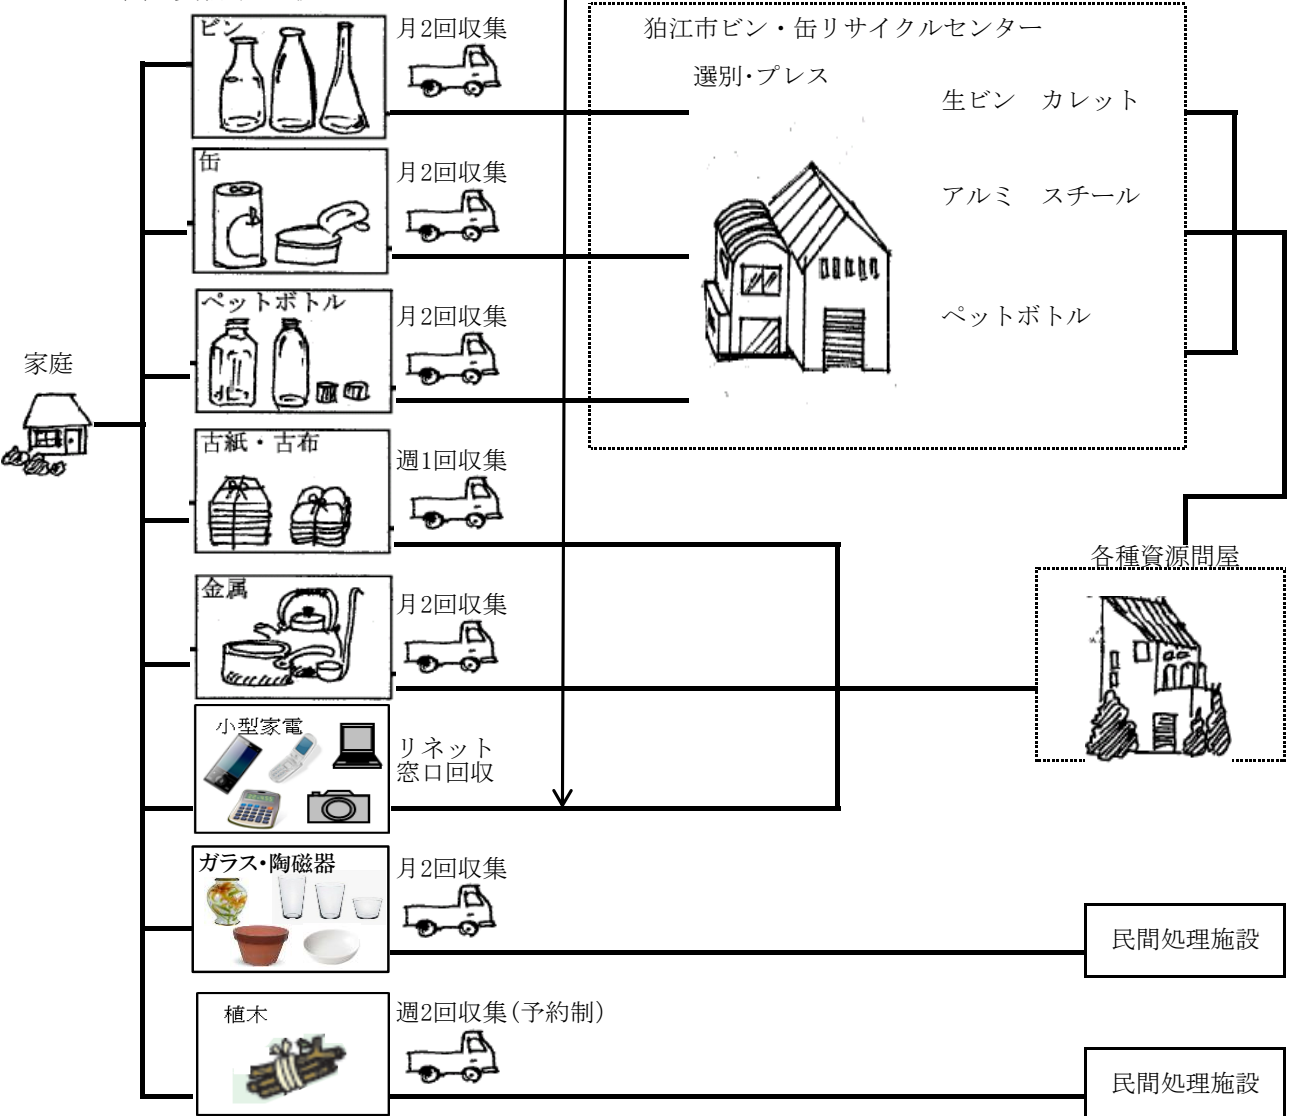 ビン
月2回収集
缶
月2回収集
ペットボトル
月2回収集
家庭
古紙・古布
週1回収集
金属
月2回収集
小型家電
リネット
窓口回収
ガラス・陶磁器
月2回収集
植木
週2回収集(予約制)
狛江市ビン・缶リサイクルセンター
選別・プレス
生ビン カレット
アルミ スチール
ペットボトル
各種資源問屋
民間処理施設
民間処理施設